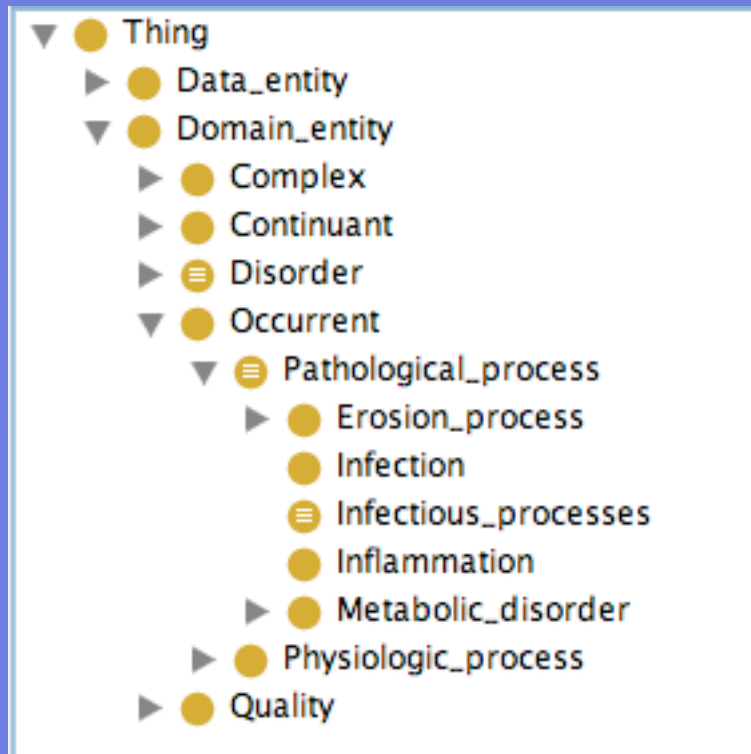 Thing
Data_entity
Domain_entity
Complex
Continuant
Disorder
Occurrent
Pathological_process
Erosion_process
Infection
Infectious_processes
Inflammation
Metabolic_disorder
Physiologic_process
Quality